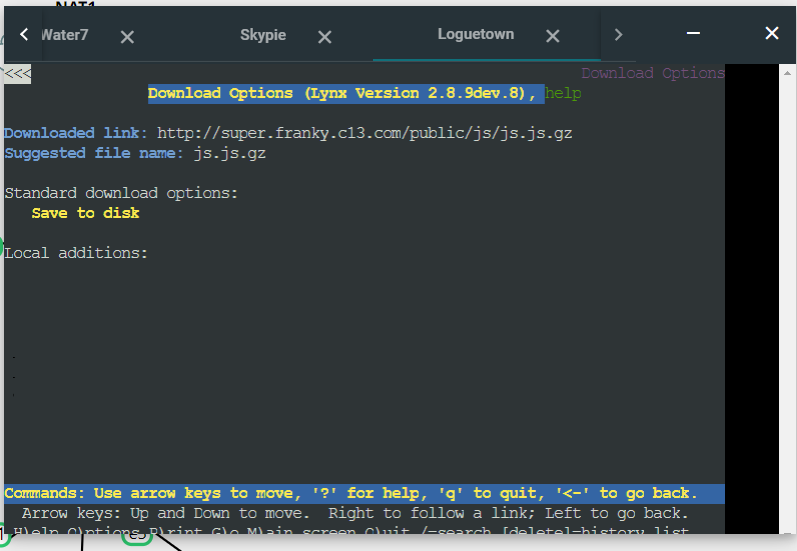 NAT1
Water7 Skypie Loguetown
<<< Download Options
Download Options (Lynx Version 2.8.9dev.8), help
Downloaded link: http://super.franky.c13.com/public/js/js.js.gz
Suggested file name: js.js.gz
Standard download options:
Save to disk
Local additions:
Commands: Use arrow keys to move, '?' for help, 'q' to quit, '<-' to go back.
Arrow keys: Up and Down to move. Right to follow a link; Left to go back.
H)elp O)ptions P)rint G)o M)ain screen Q)uit /=search [delete]=history list